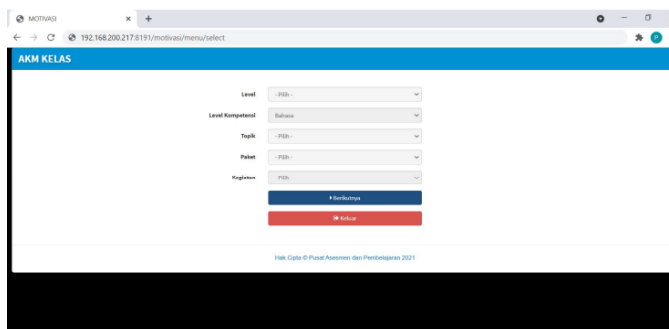 MOTIVASI
192.168.200.217:8191/motivasi/menu/select
P
AKM KELAS
Level - Pilih -
Level Kompetensi Bahasa
Topik - Pilih -
Paket - Pilih -
Kegiatan - Pilih -
Berikutnya
Keluar
Hak Cipta © Pusat Asesmen dan Pembelajaran 2021